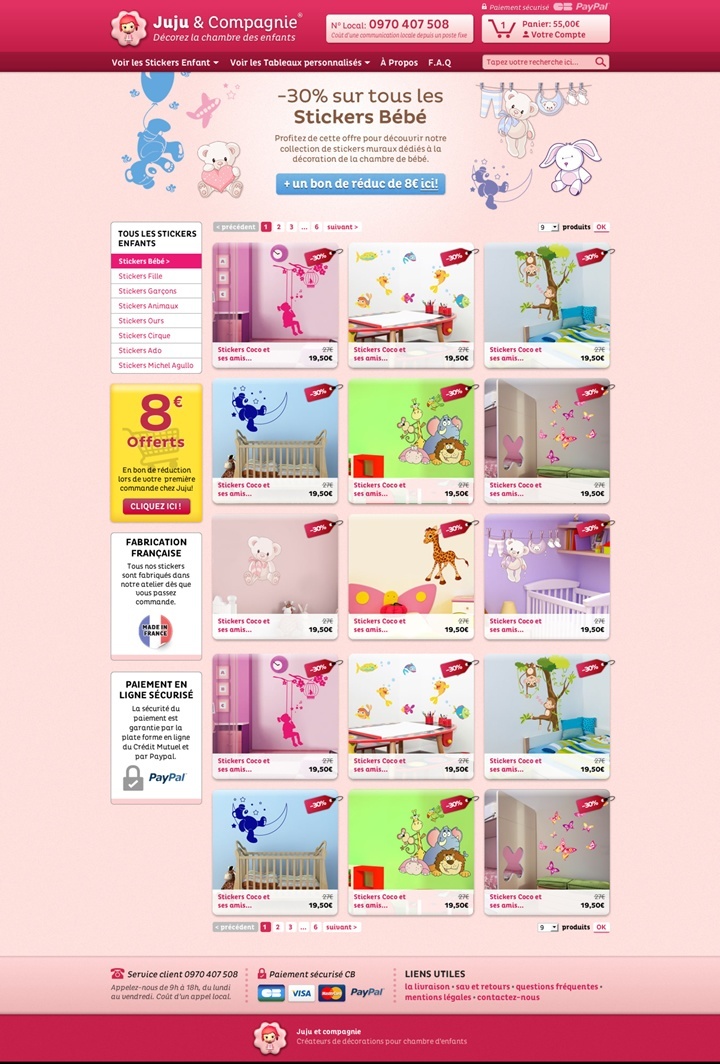 Paiement sécurisé PayPal
Juju & Compagnie®
Décorez la chambre des enfants
N° Local: 0970 407 508
Coût d'une communication locale depuis un poste fixe
1
Panier: 55,00€
Votre Compte
Voir les Stickers Enfant
Voir les Tableaux personnalisés
À Propos
F.A.Q
Tapez votre recherche ici...
-30% sur tous les
Stickers Bébé
Profitez de cette offre pour découvrir notre
collection de stickers muraux dédiés à la
décoration de la chambre de bébé.
+ un bon de réduc de 8€ ici!
TOUS LES STICKERS
ENFANTS
Stickers Bébé >
Stickers Fille
Stickers Garçons
Stickers Animaux
Stickers Ours
Stickers Cirque
Stickers Ado
Stickers Michel Agullo
8€
Offerts
En bon de réduction
lors de votre première
commande chez Juju!
CLIQUEZ ICI !
FABRICATION
FRANÇAISE
Tous nos stickers
sont fabriqués dans
notre atelier dès que
vous passez
commande.
MADE IN
FRANCE
PAIEMENT EN
LIGNE SÉCURISÉ
La sécurité du
paiement est
garantie par la
plate forme en ligne
du Crédit Mutuel et
par Paypal.
PayPal
< précédent 1 2 3 ... 6 suivant >
9 produits OK
-30%
-30%
-30%
Stickers Coco et 27€
ses amis... 19,50€
Stickers Coco et 27€
ses amis... 19,50€
Stickers Coco et 27€
ses amis... 19,50€
-30%
-30%
-30%
Stickers Coco et 27€
ses amis... 19,50€
Stickers Coco et 27€
ses amis... 19,50€
Stickers Coco et 27€
ses amis... 19,50€
-30%
-30%
-30%
Stickers Coco et 27€
ses amis... 19,50€
Stickers Coco et 27€
ses amis... 19,50€
Stickers Coco et 27€
ses amis... 19,50€
-30%
-30%
-30%
Stickers Coco et 27€
ses amis... 19,50€
Stickers Coco et 27€
ses amis... 19,50€
Stickers Coco et 27€
ses amis... 19,50€
-30%
-30%
-30%
Stickers Coco et 27€
ses amis... 19,50€
Stickers Coco et 27€
ses amis... 19,50€
Stickers Coco et 27€
ses amis... 19,50€
< précédent 1 2 3 ... 6 suivant >
9 produits OK
Service client 0970 407 508
Appelez-nous de 9h à 18h, du lundi
au vendredi. Coût d'un appel local.
Paiement sécurisé CB
VISA MasterCard PayPal
LIENS UTILES
la livraison • sav et retours • questions fréquentes •
mentions légales • contactez-nous
Juju et compagnie
Créateurs de décorations pour chambre d'enfants